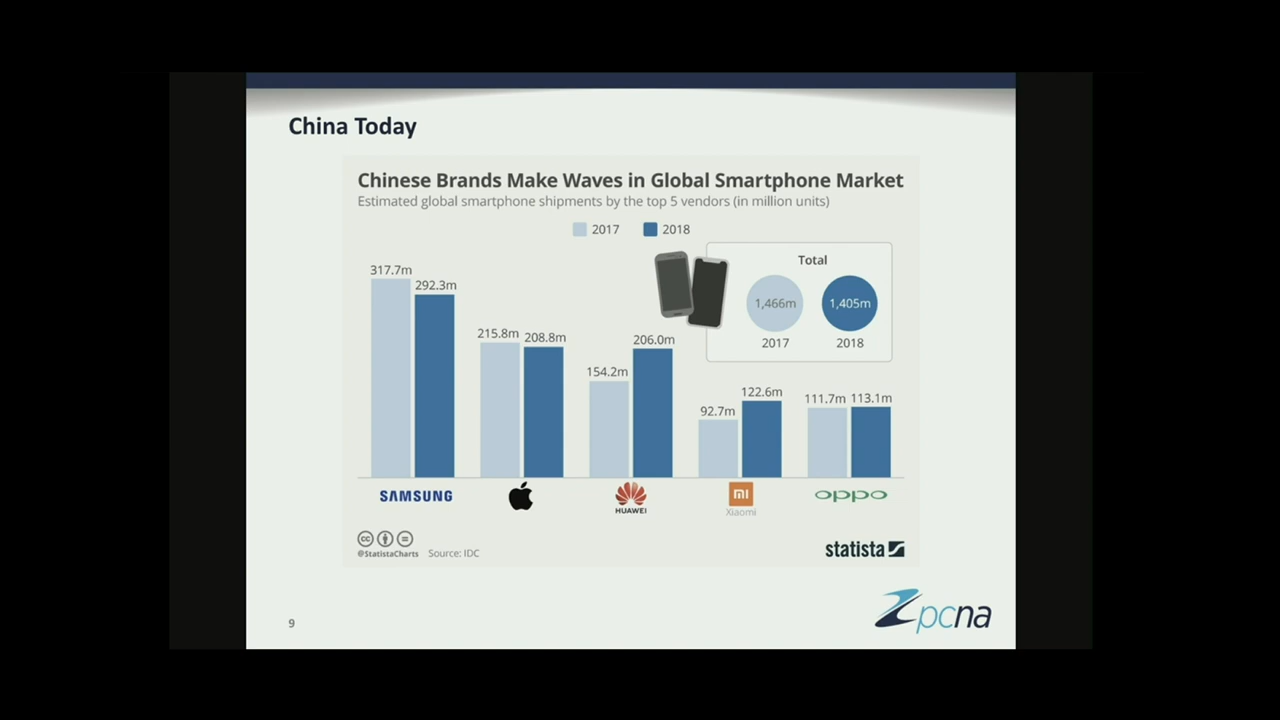 China Today
Chinese Brands Make Waves in Global Smartphone Market
Estimated global smartphone shipments by the top 5 vendors (in million units)
2017 2018
Total
1,466m 1,405m
2017 2018
317.7m 292.3m
215.8m 208.8m
154.2m 206.0m
92.7m 122.6m
111.7m 113.1m
SAMSUNG
HUAWEI
mi
Xiaomi
oppo
cc
@StatistaCharts Source: IDC
statista
9
pcna